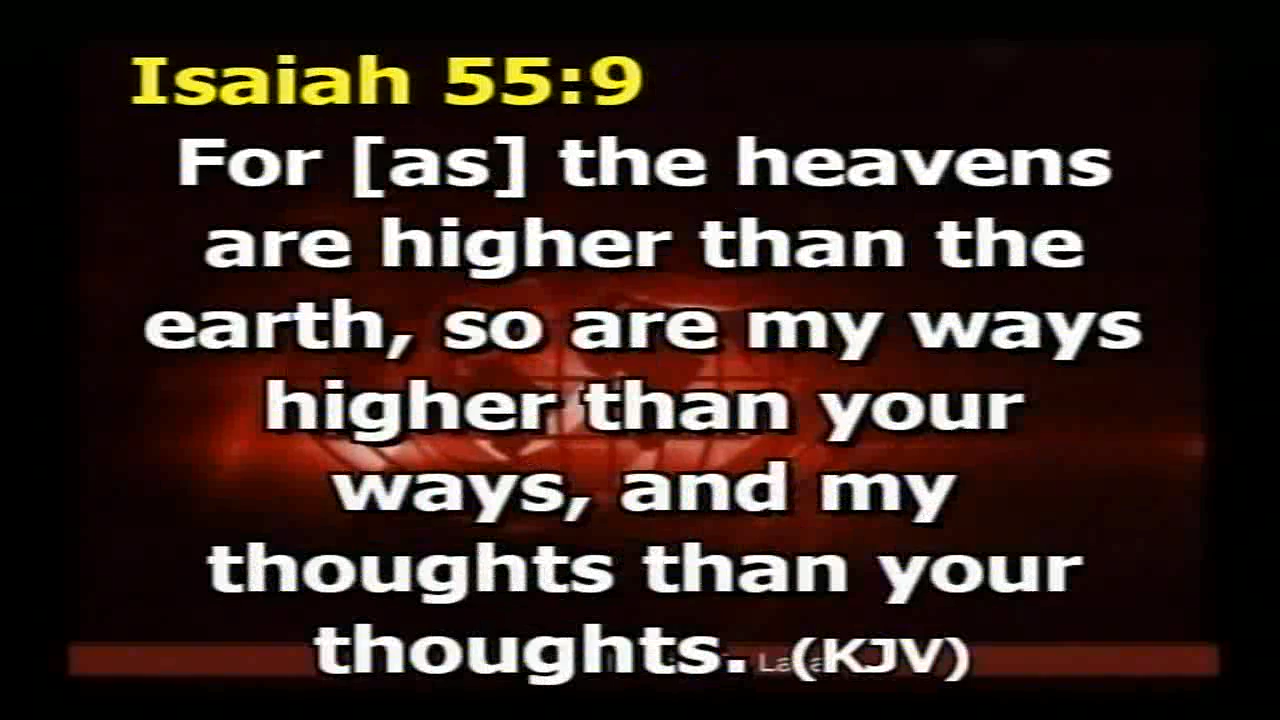 Isaiah 55:9
For [as] the heavens
are higher than the
earth, so are my ways
higher than your
ways, and my
thoughts than your
thoughts. (KJV)